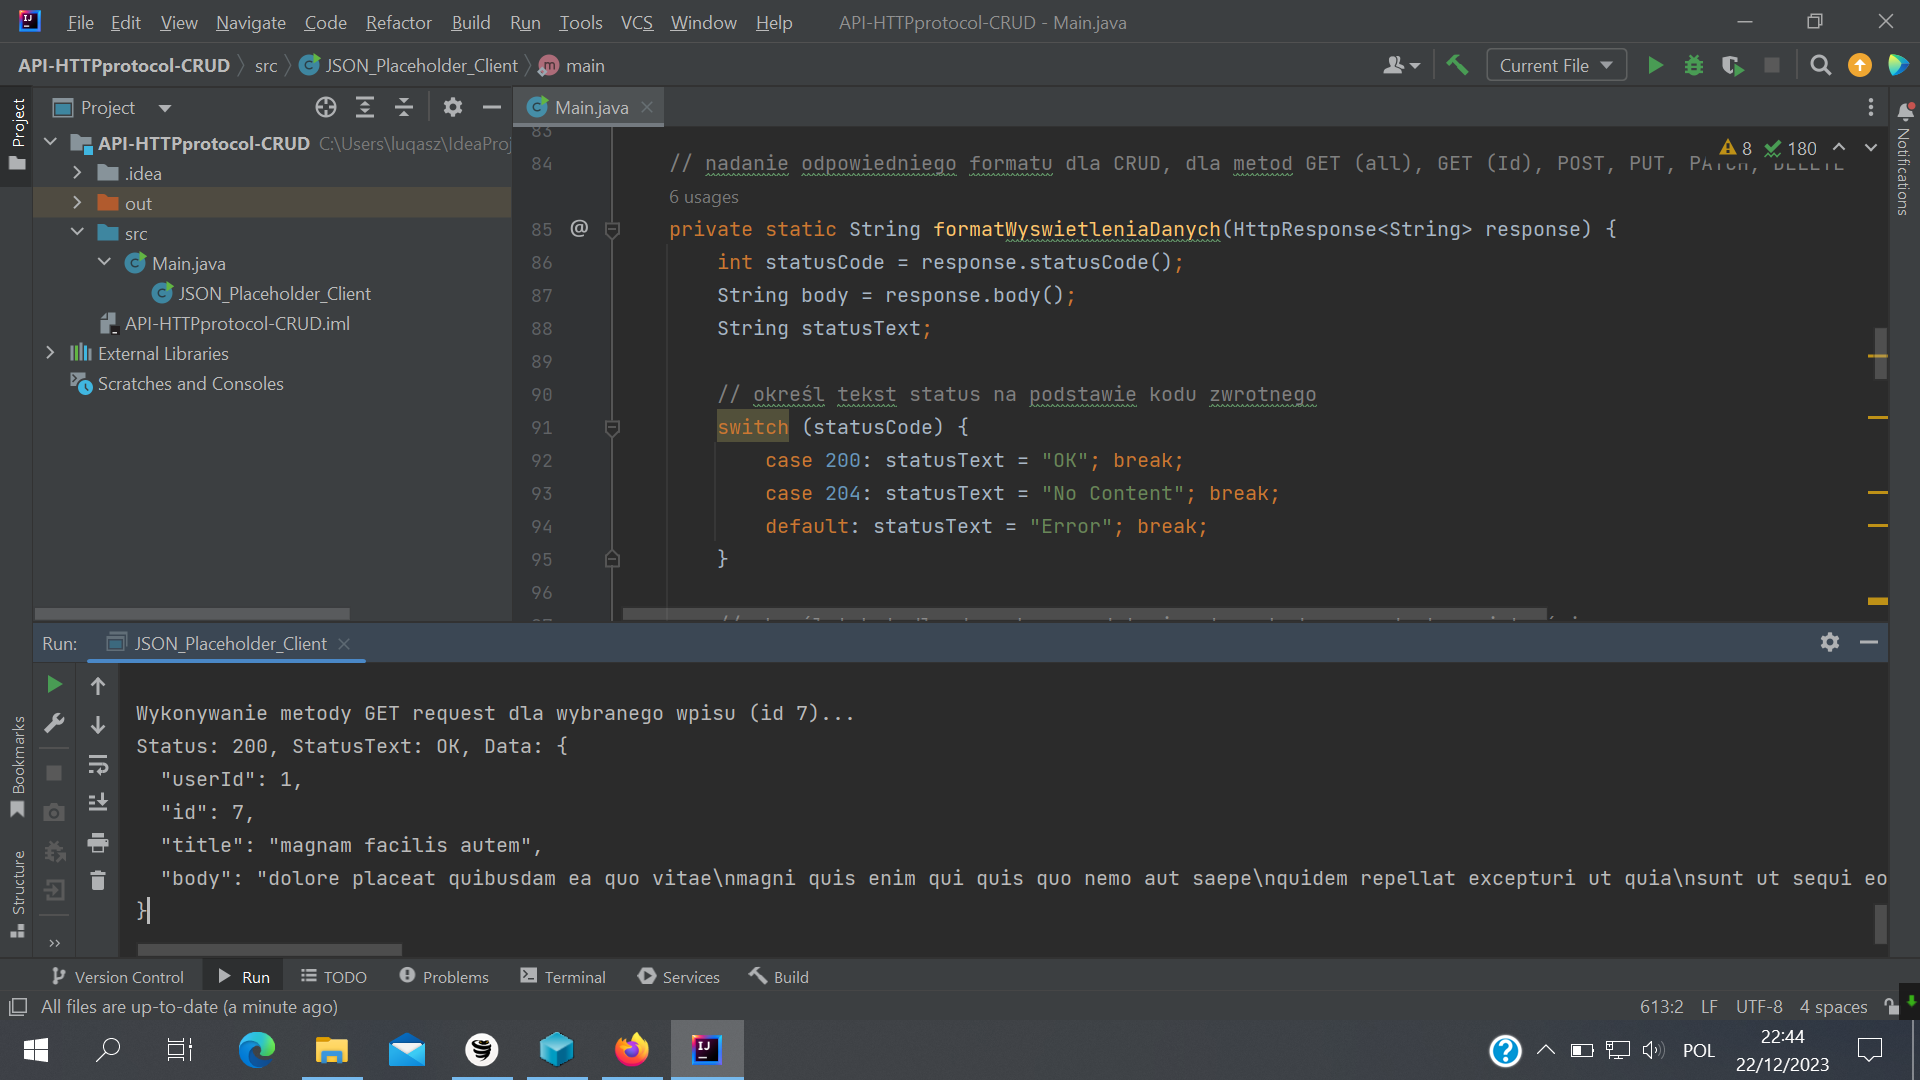 File Edit View Navigate Code Refactor Build Run Tools VCS Window Help API-HTTPprotocol-CRUD - Main.java
API-HTTPprotocol-CRUD src JSON_Placeholder_Client main Current File
Project
Project
Main.java
API-HTTPprotocol-CRUD C:\Users\luqasz\IdeaProj
.idea
out
src
Main.java
JSON_Placeholder_Client
API-HTTPprotocol-CRUD.iml
External Libraries
Scratches and Consoles
83
84 // nadanie odpowiedniego formatu dla CRUD, dla metod GET (all), GET (Id), POST, PUT, PATCH, DELETE
8 180
6 usages
85 @ private static String formatWyswietleniaDanych(HttpResponse<String> response) {
86 int statusCode = response.statusCode();
87 String body = response.body();
88 String statusText;
89
90 // określ tekst status na podstawie kodu zwrotnego
91 switch (statusCode) {
92 case 200: statusText = "OK"; break;
93 case 204: statusText = "No Content"; break;
94 default: statusText = "Error"; break;
95 }
96
Notifications
Run: JSON_Placeholder_Client
Wykonywanie metody GET request dla wybranego wpisu (id 7)...
Status: 200, StatusText: OK, Data: {
"userId": 1,
"id": 7,
"title": "magnam facilis autem",
"body": "dolore placeat quibusdam ea quo vitae\nmagni quis enim qui quis quo nemo aut saepe\nquidem repellat excepturi ut quia\nsunt ut sequi eo
}
Bookmarks
Structure
Version Control Run TODO Problems Terminal Services Build
All files are up-to-date (a minute ago) 613:2 LF UTF-8 4 spaces
POL
22:44
22/12/2023